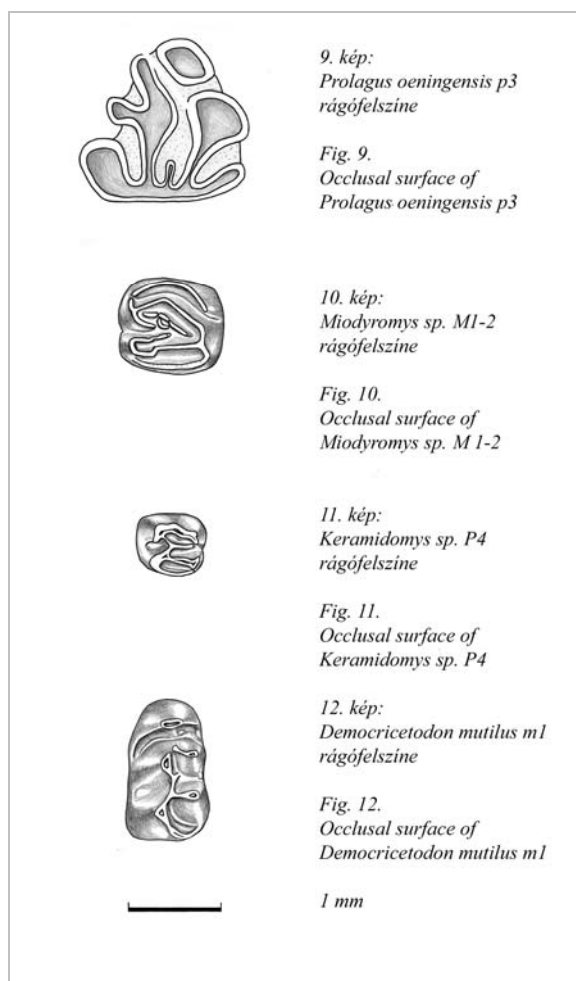 9. kép:
Prolagus oeningensis p3
rágófelszíne
Fig. 9.
Occlusal surface of
Prolagus oeningensis p3
10. kép:
Miodyromys sp. M1-2
rágófelszíne
Fig. 10.
Occlusal surface of
Miodyromys sp. M 1-2
11. kép:
Keramidomys sp. P4
rágófelszíne
Fig. 11.
Occlusal surface of
Keramidomys sp. P4
12. kép:
Democricetodon mutilus m1
rágófelszíne
Fig. 12.
Occlusal surface of
Democricetodon mutilus m1
1 mm